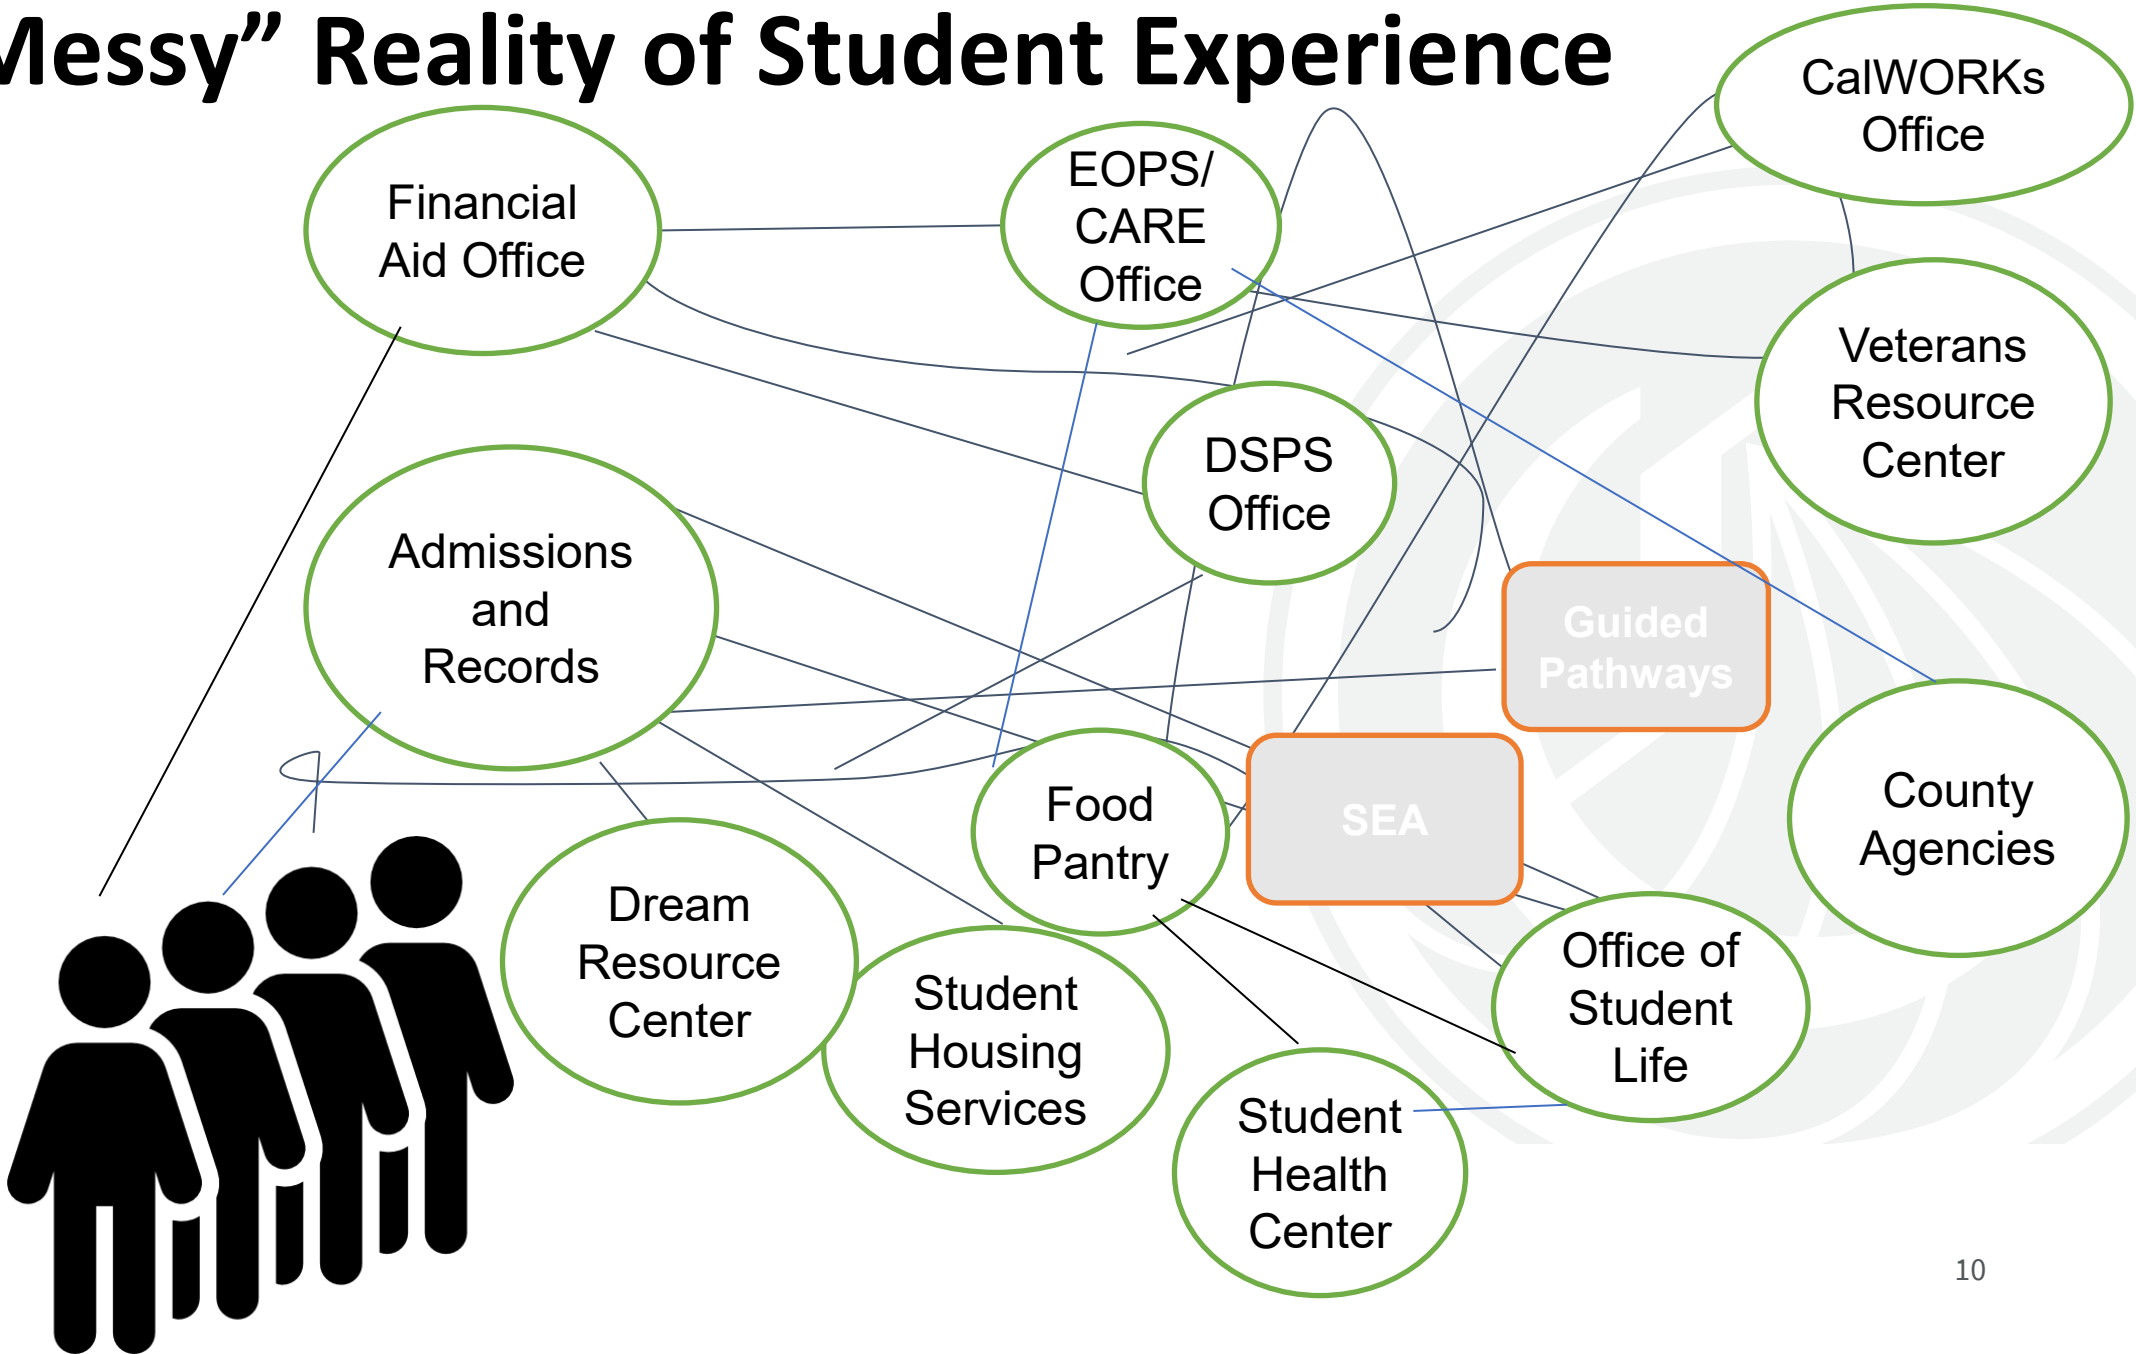 Messy” Reality of Student Experience
CalWORKs
Office
EOPS/
CARE
Office
Financial
Aid Office
Veterans
Resource
Center
DSPS
Office
Admissions
and
Records
Guided
Pathways
SEA
Food
Pantry
County
Agencies
Dream
Resource
Center
Student
Housing
Services
Office of
Student
Life
Student
Health
Center
10